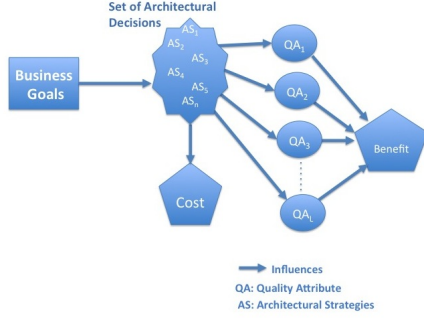 Set of Architectural
Decisions
AS₁
AS₂
AS₃
AS₄
AS₅
ASₙ
Business
Goals
QA₁
QA₂
QA₃
QA_L
Benefit
Cost
Influences
QA: Quality Attribute
AS: Architectural Strategies